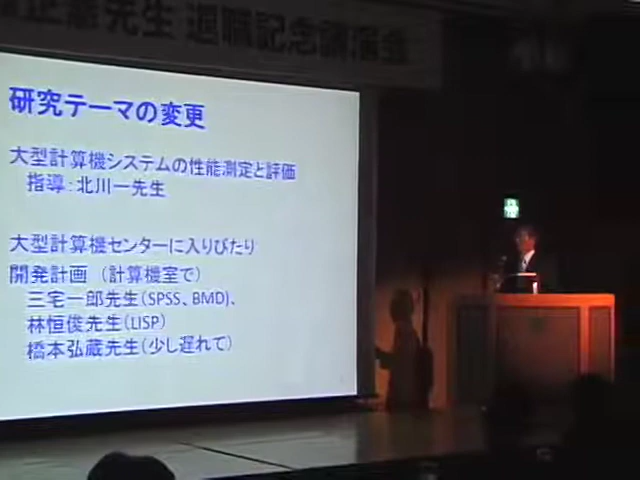 先生 退職記念講演会
研究テーマの変更
大型計算機システムの性能測定と評価
指導：北川一先生
大型計算機センターに入りびたり
開発計画 （計算機室で）
三宅一郎先生（SPSS、BMD）、
林恒俊先生（LISP）
橋本弘蔵先生（少し遅れて）